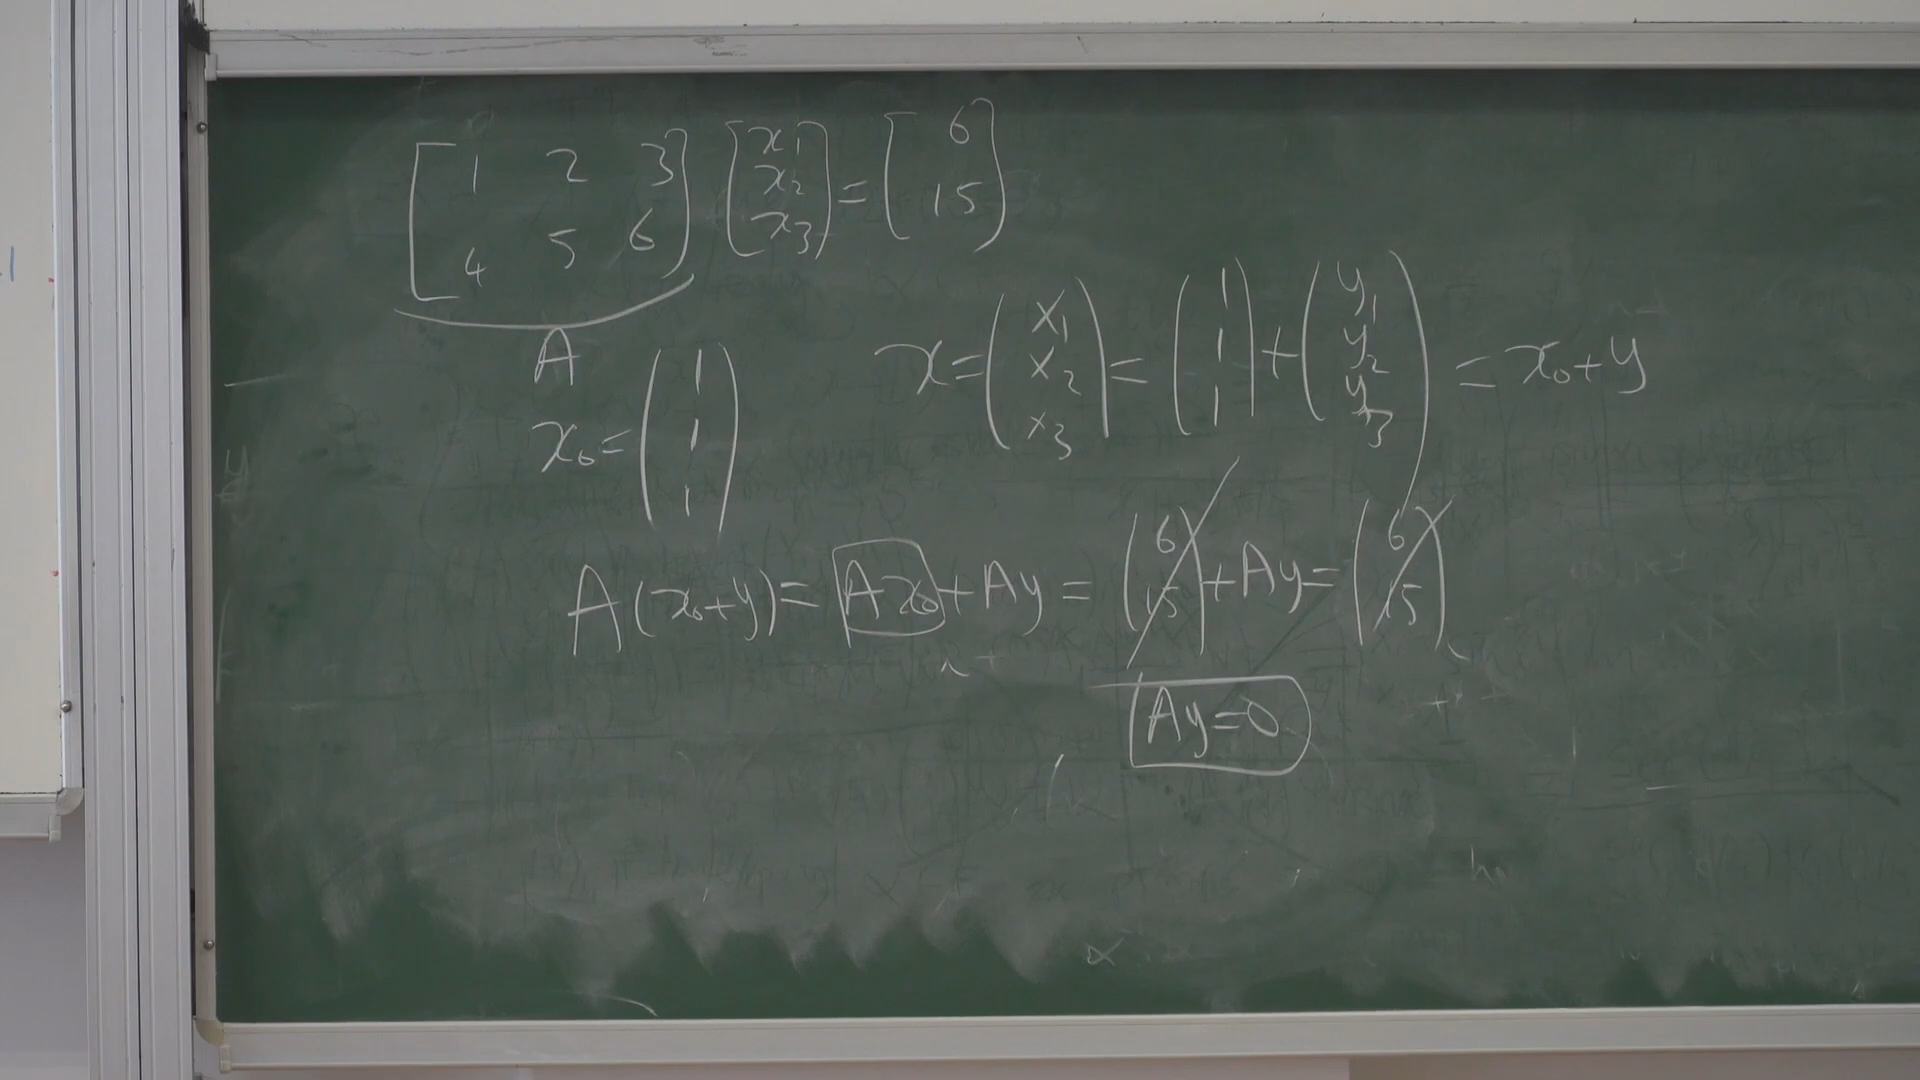 [1 2 3] [x1] = [6]
[4 5 6] [x2] [15]
[x3]
A
x = (x1 x2 x3) = (1 1 1) + (y1 y2 y3) = x0 + y
x0 = (1 1 1)
A(x0+y) = Ax0 + Ay = (6 15) + Ay = (6 15)
Ay=0